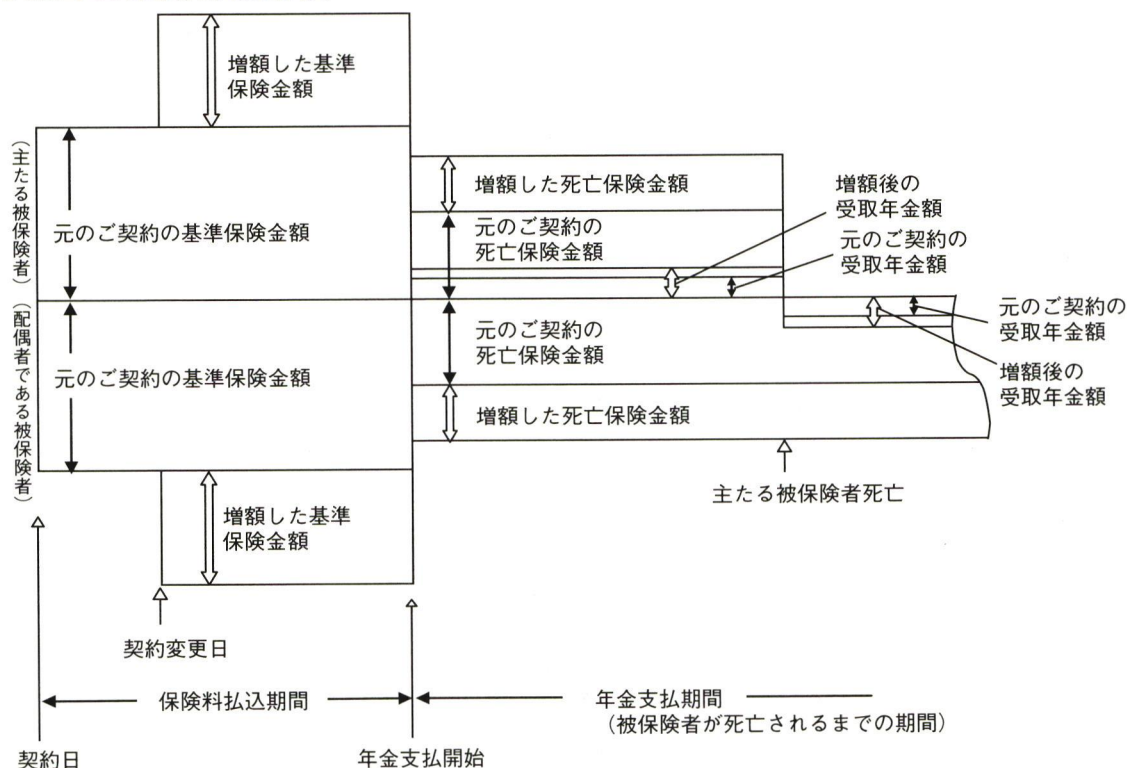 増額した基準
保険金額
（主たる被保険者）
元のご契約の基準保険金額
増額した死亡保険金額
元のご契約の
死亡保険金額
増額後の
受取年金額
元のご契約の
受取年金額
（配偶者である被保険者）
元のご契約の基準保険金額
元のご契約の
死亡保険金額
増額した死亡保険金額
元のご契約の
受取年金額
増額後の
受取年金額
主たる被保険者死亡
増額した基準
保険金額
契約変更日
保険料払込期間
年金支払期間
（被保険者が死亡されるまでの期間）
契約日
年金支払開始